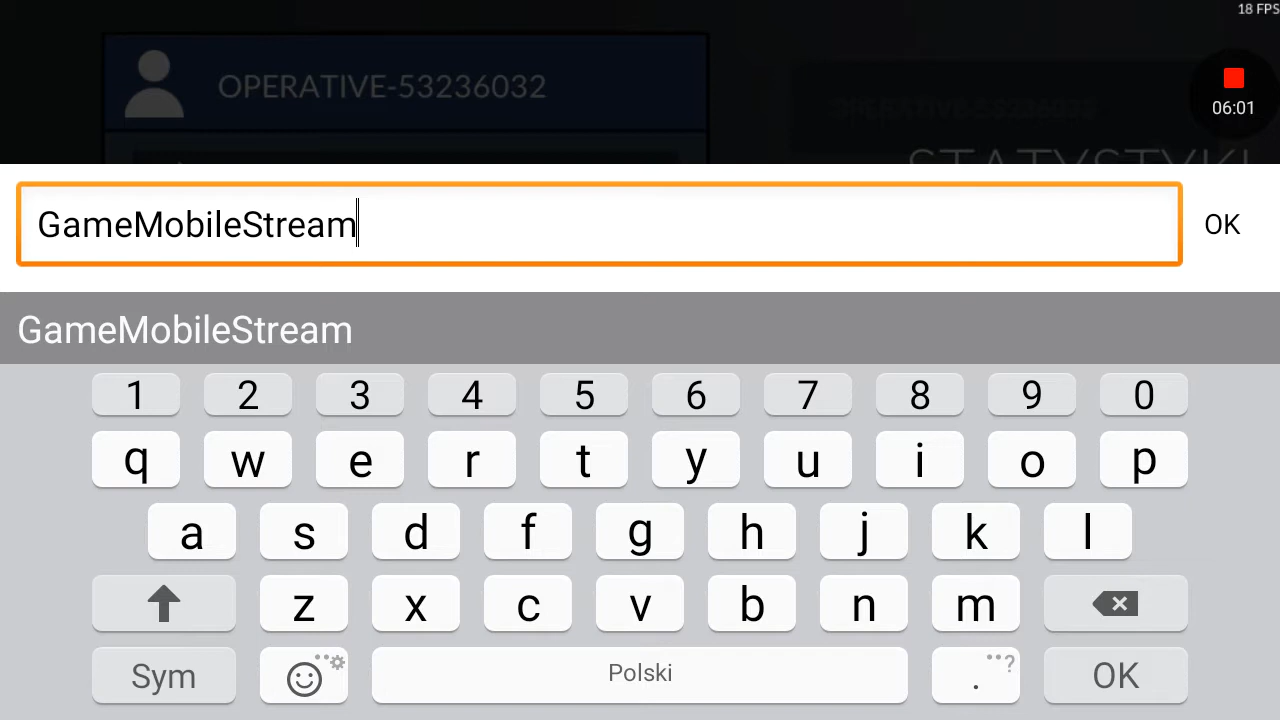 18 FPS
OPERATIVE-53236032
06:01
STATYSTYKI
GameMobileStream
OK
GameMobileStream
1 2 3 4 5 6 7 8 9 0
q w e r t y u i o p
a s d f g h j k l
z x c v b n m
Sym Polski . ? OK